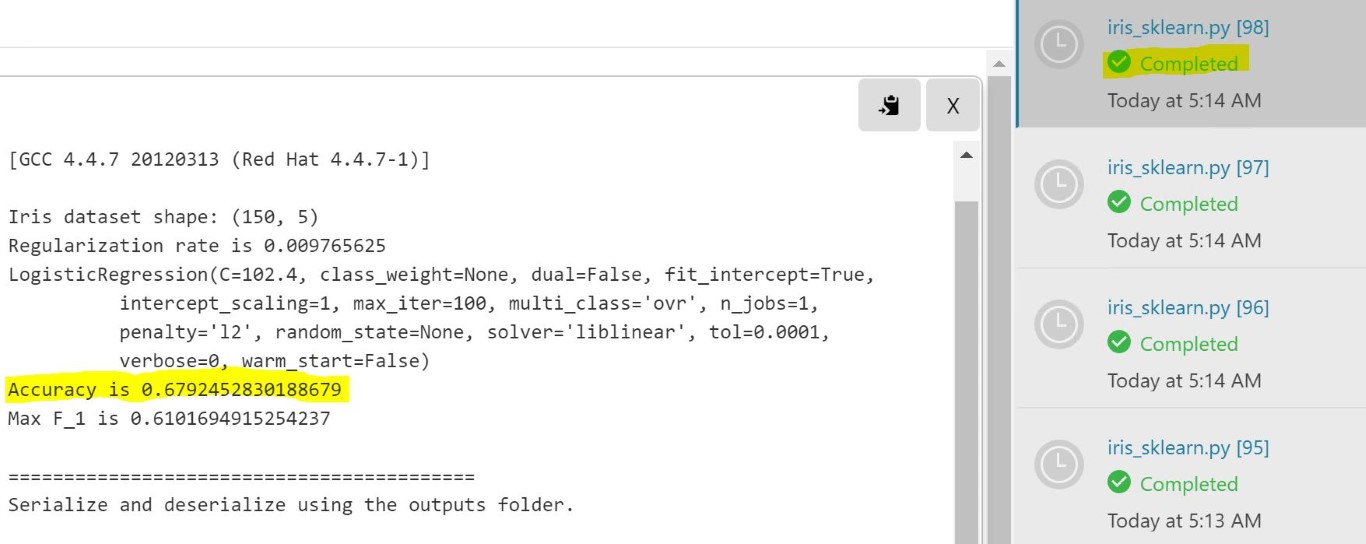 X
[GCC 4.4.7 20120313 (Red Hat 4.4.7-1)]
Iris dataset shape: (150, 5)
Regularization rate is 0.009765625
LogisticRegression(C=102.4, class_weight=None, dual=False, fit_intercept=True,
intercept_scaling=1, max_iter=100, multi_class='ovr', n_jobs=1,
penalty='l2', random_state=None, solver='liblinear', tol=0.0001,
verbose=0, warm_start=False)
Accuracy is 0.6792452830188679
Max F_1 is 0.6101694915254237
==========================================
Serialize and deserialize using the outputs folder.
iris_sklearn.py [98]
Completed
Today at 5:14 AM
iris_sklearn.py [97]
Completed
Today at 5:14 AM
iris_sklearn.py [96]
Completed
Today at 5:14 AM
iris_sklearn.py [95]
Completed
Today at 5:13 AM